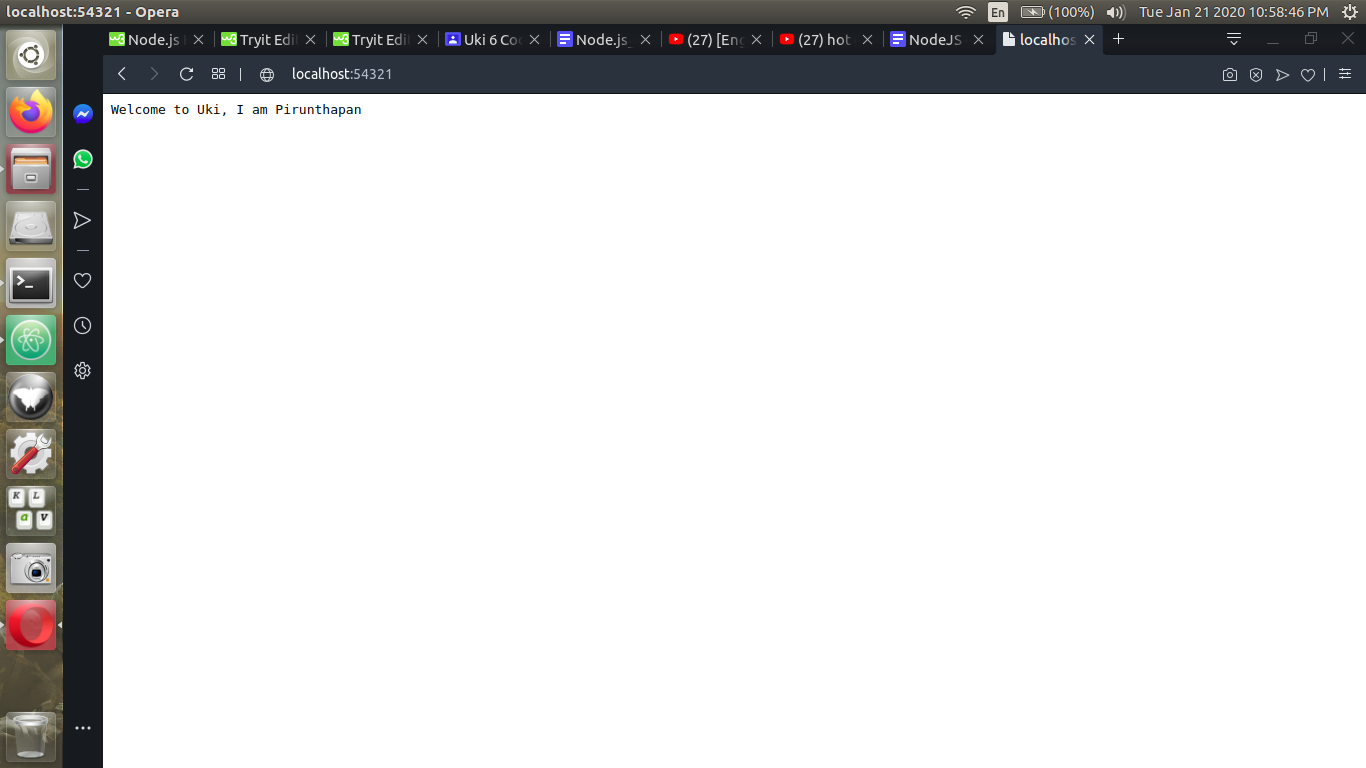 localhost:54321 - Opera
En
(100%)
Tue Jan 21 2020 10:58:46 PM
Node.js
Tryit Edi
Tryit Edi
Uki 6 Co
Node.js_
(27) [Eng
(27) hot
NodeJS
localhos
localhost:54321
Welcome to Uki, I am Pirunthapan
K L
a v